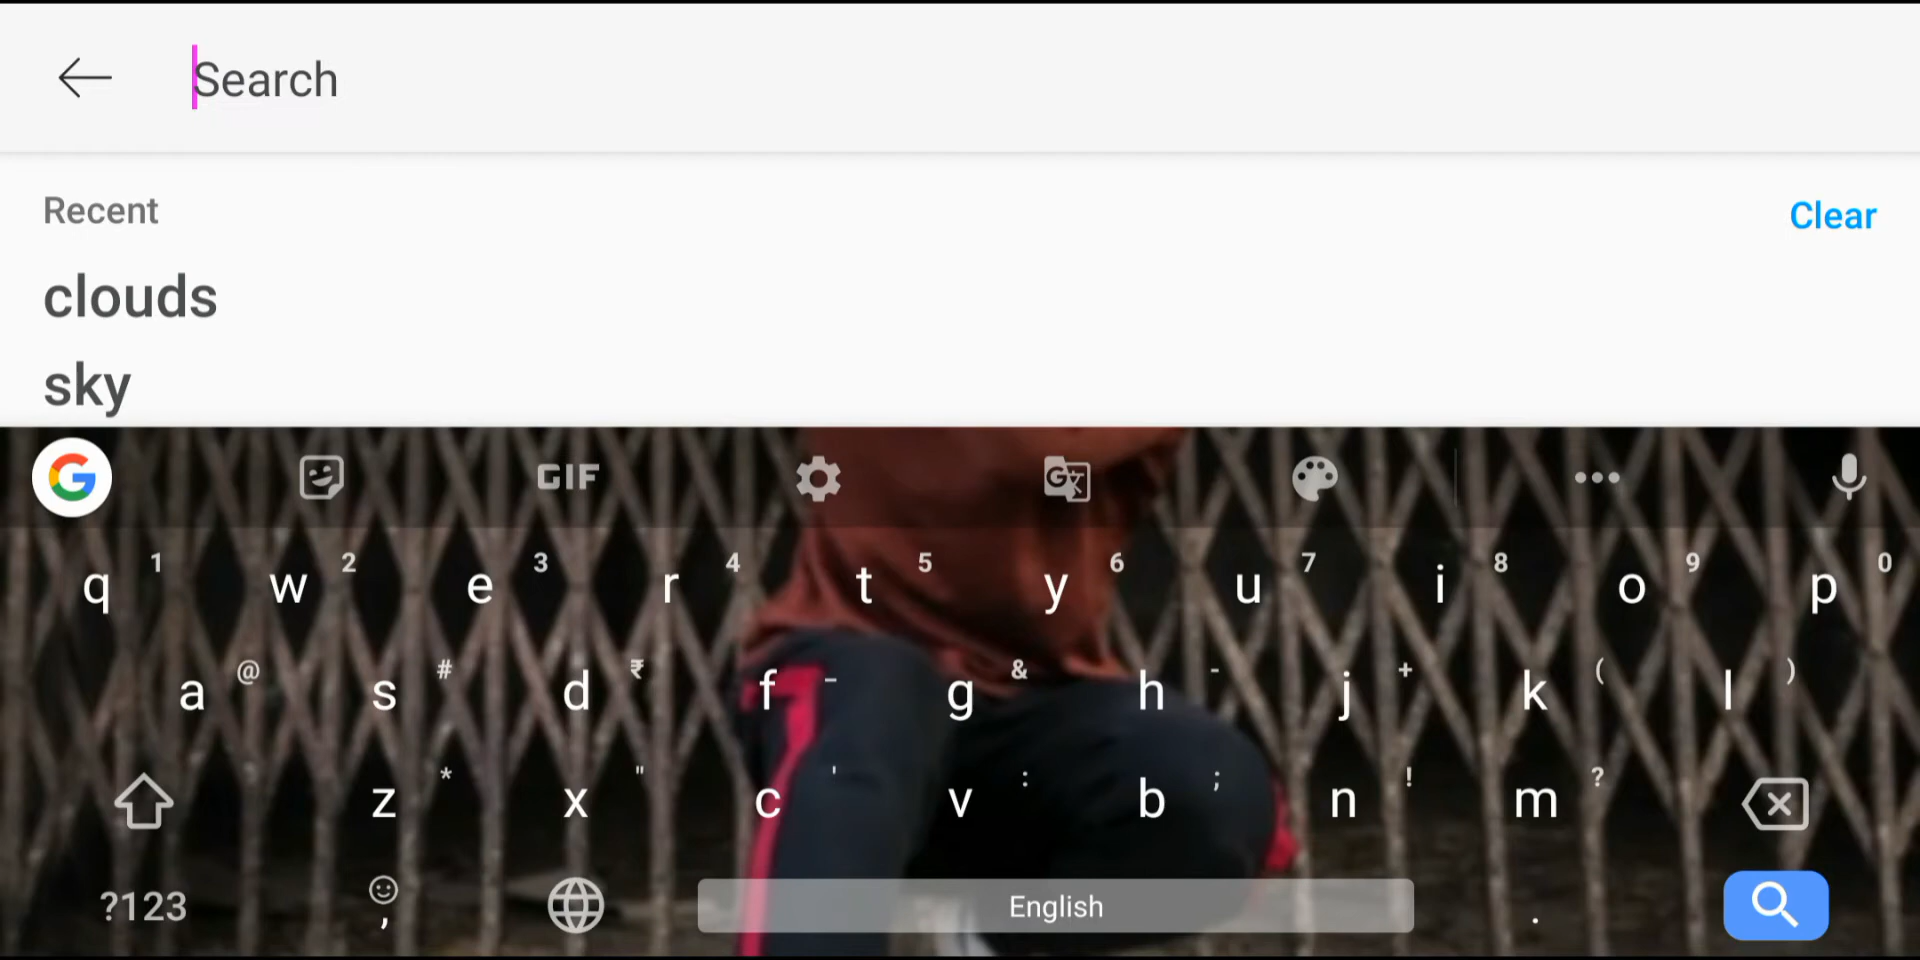 Search
Recent
Clear
clouds
sky
GIF
q 1 w 2 e 3 r 4 t 5 y 6 u 7 i 8 o 9 p 0
a @ s # d ₹ f _ g & h - j + k ( l )
z * x " c ' v : b ; n ! m ?
?123 , English .